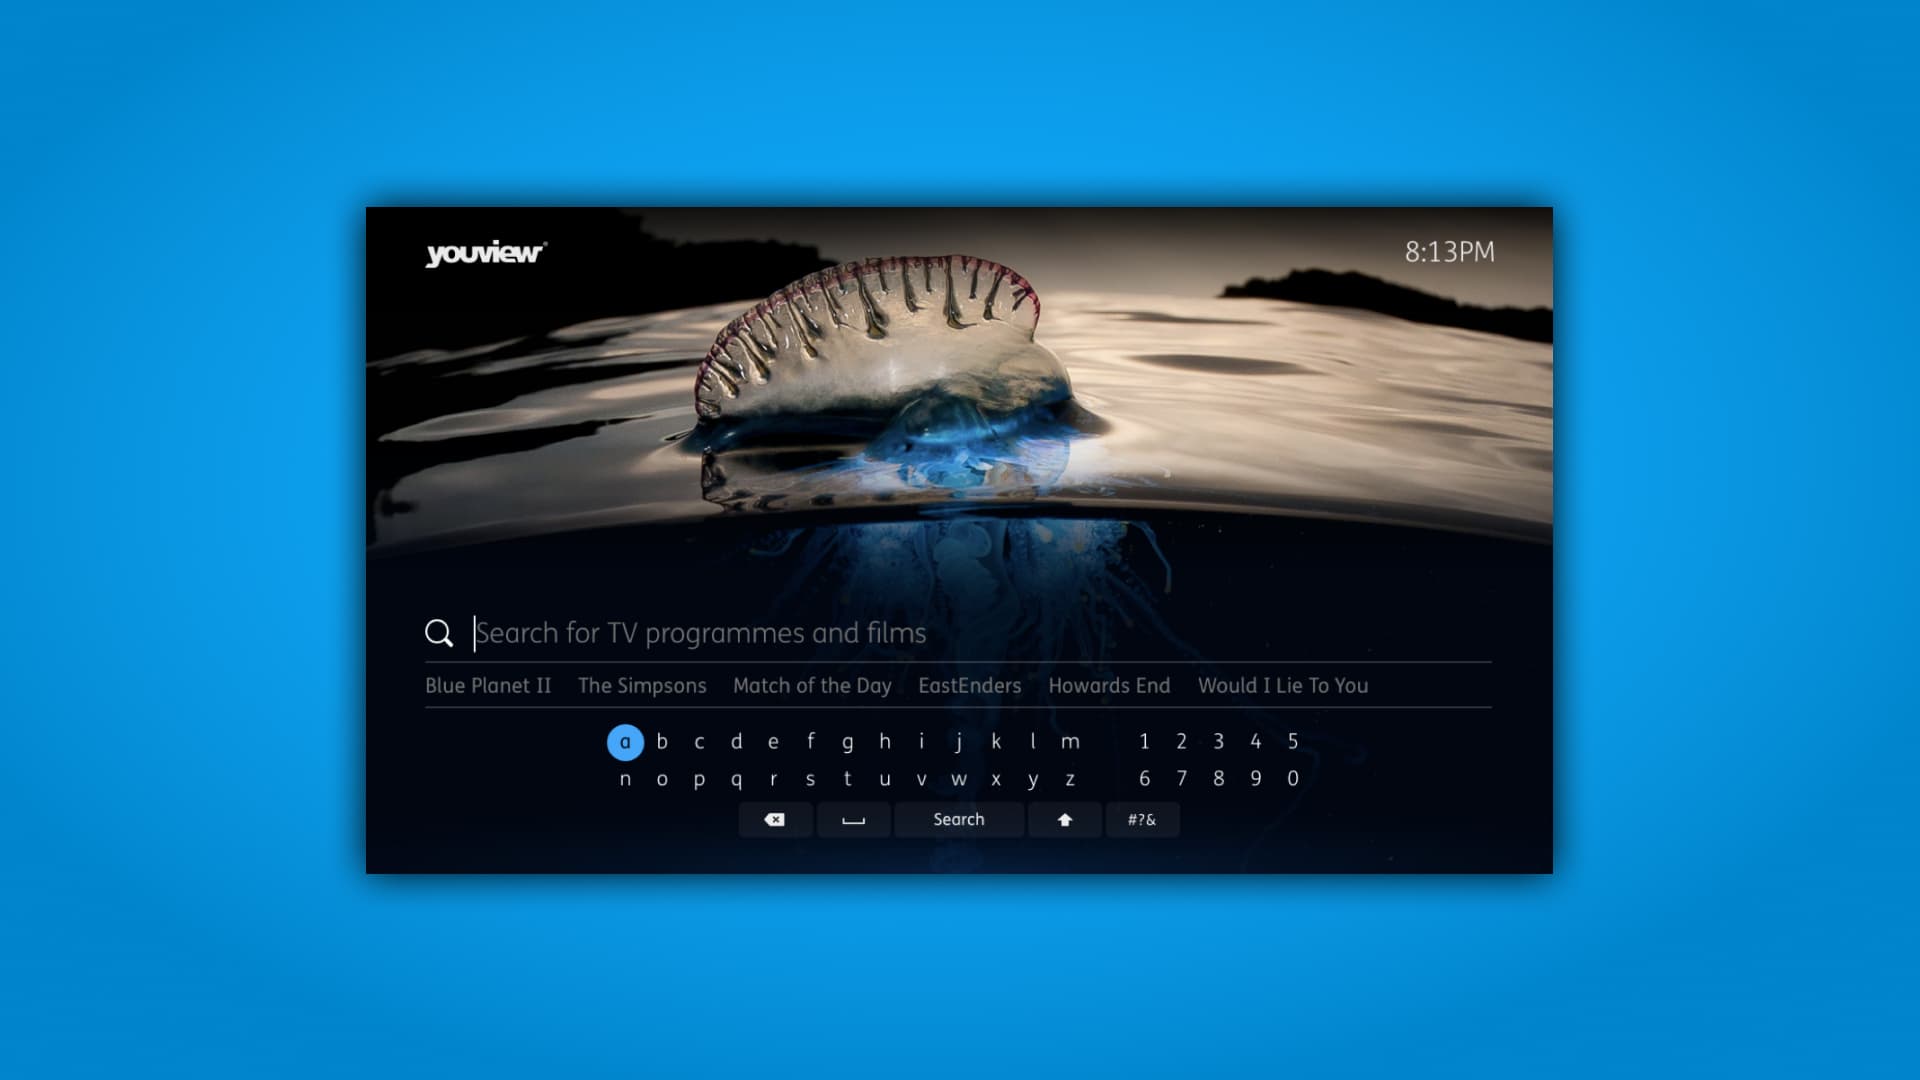 youview
8:13PM
Search for TV programmes and films
Blue Planet II The Simpsons Match of the Day EastEnders Howards End Would I Lie To You
a b c d e f g h i j k l m 1 2 3 4 5
n o p q r s t u v w x y z 6 7 8 9 0
Search #?&